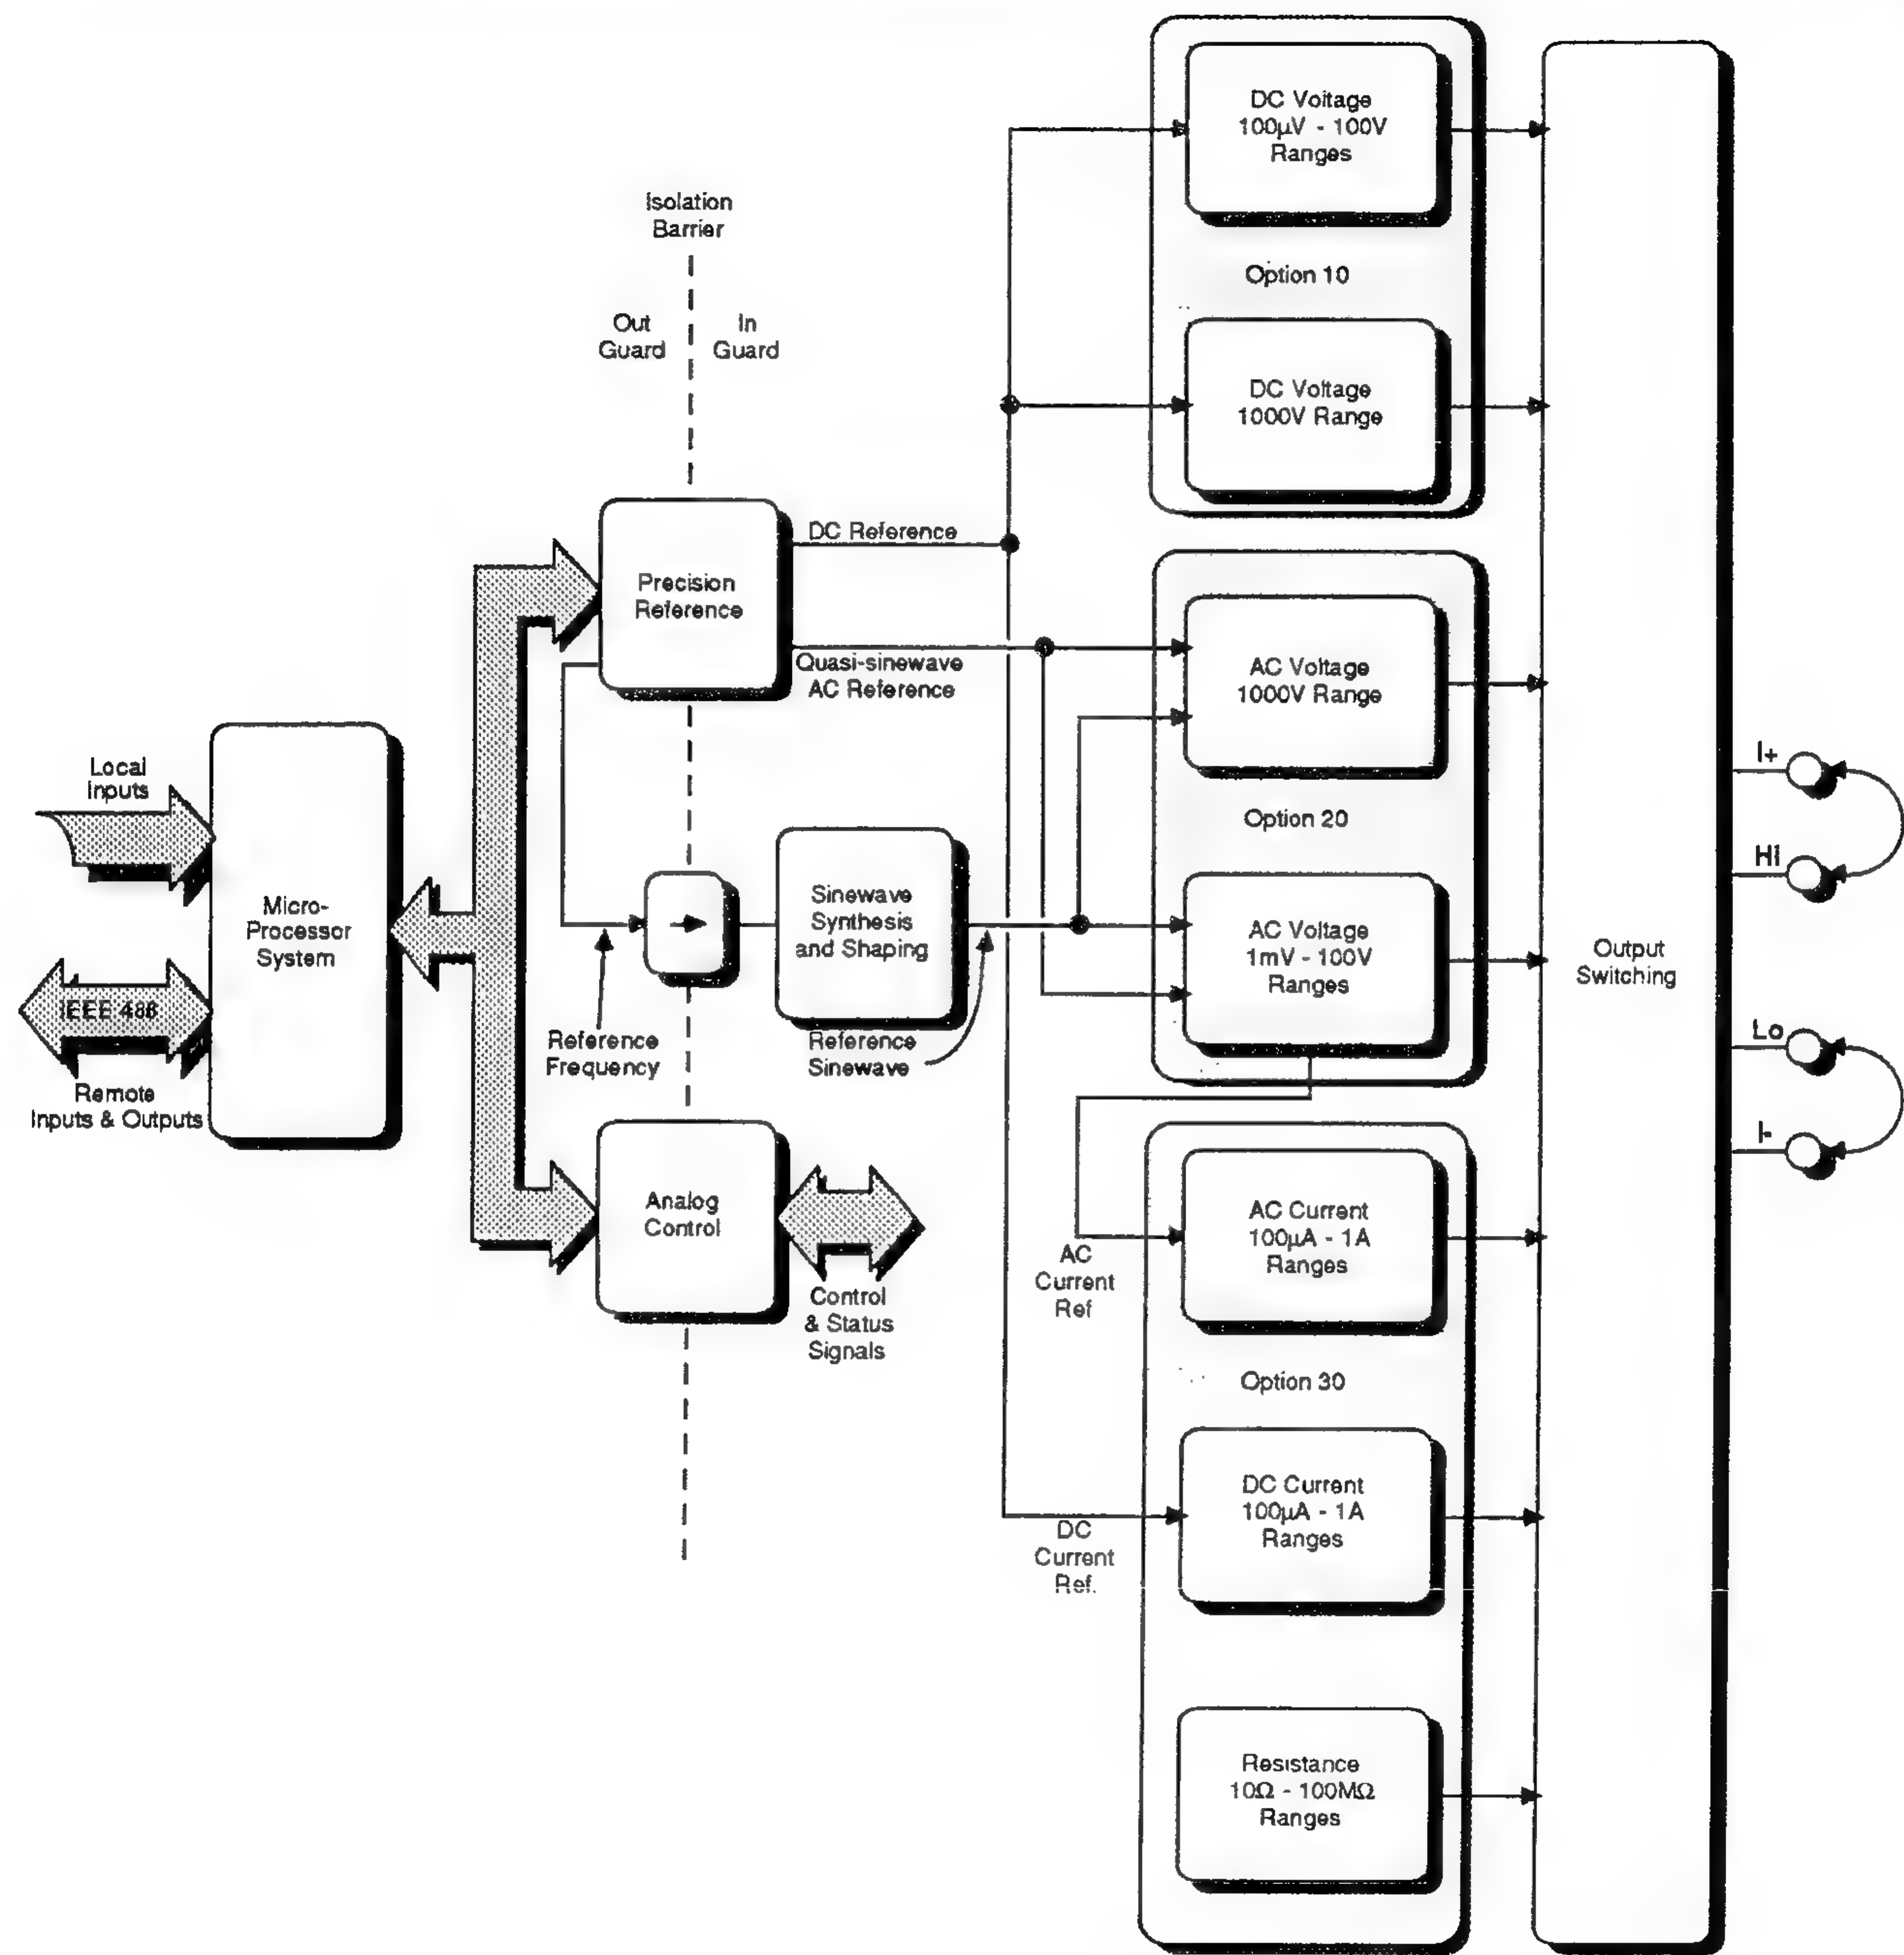 DC Voltage
100µV - 100V
Ranges
Option 10
DC Voltage
1000V Range
Isolation
Barrier
Out
Guard
In
Guard
Precision
Reference
DC Reference
Quasi-sinewave
AC Reference
AC Voltage
1000V Range
Option 20
AC Voltage
1mV - 100V
Ranges
Local
Inputs
Micro-
Processor
System
IEEE 488
Remote
Inputs & Outputs
Sinewave
Synthesis
and Shaping
Reference
Frequency
Reference
Sinewave
Analog
Control
Control
& Status
Signals
AC
Current
Ref
AC Current
100µA - 1A
Ranges
Option 30
DC Current
100µA - 1A
Ranges
DC
Current
Ref.
Resistance
10Ω - 100MΩ
Ranges
Output
Switching
I+
Hi
Lo
I-